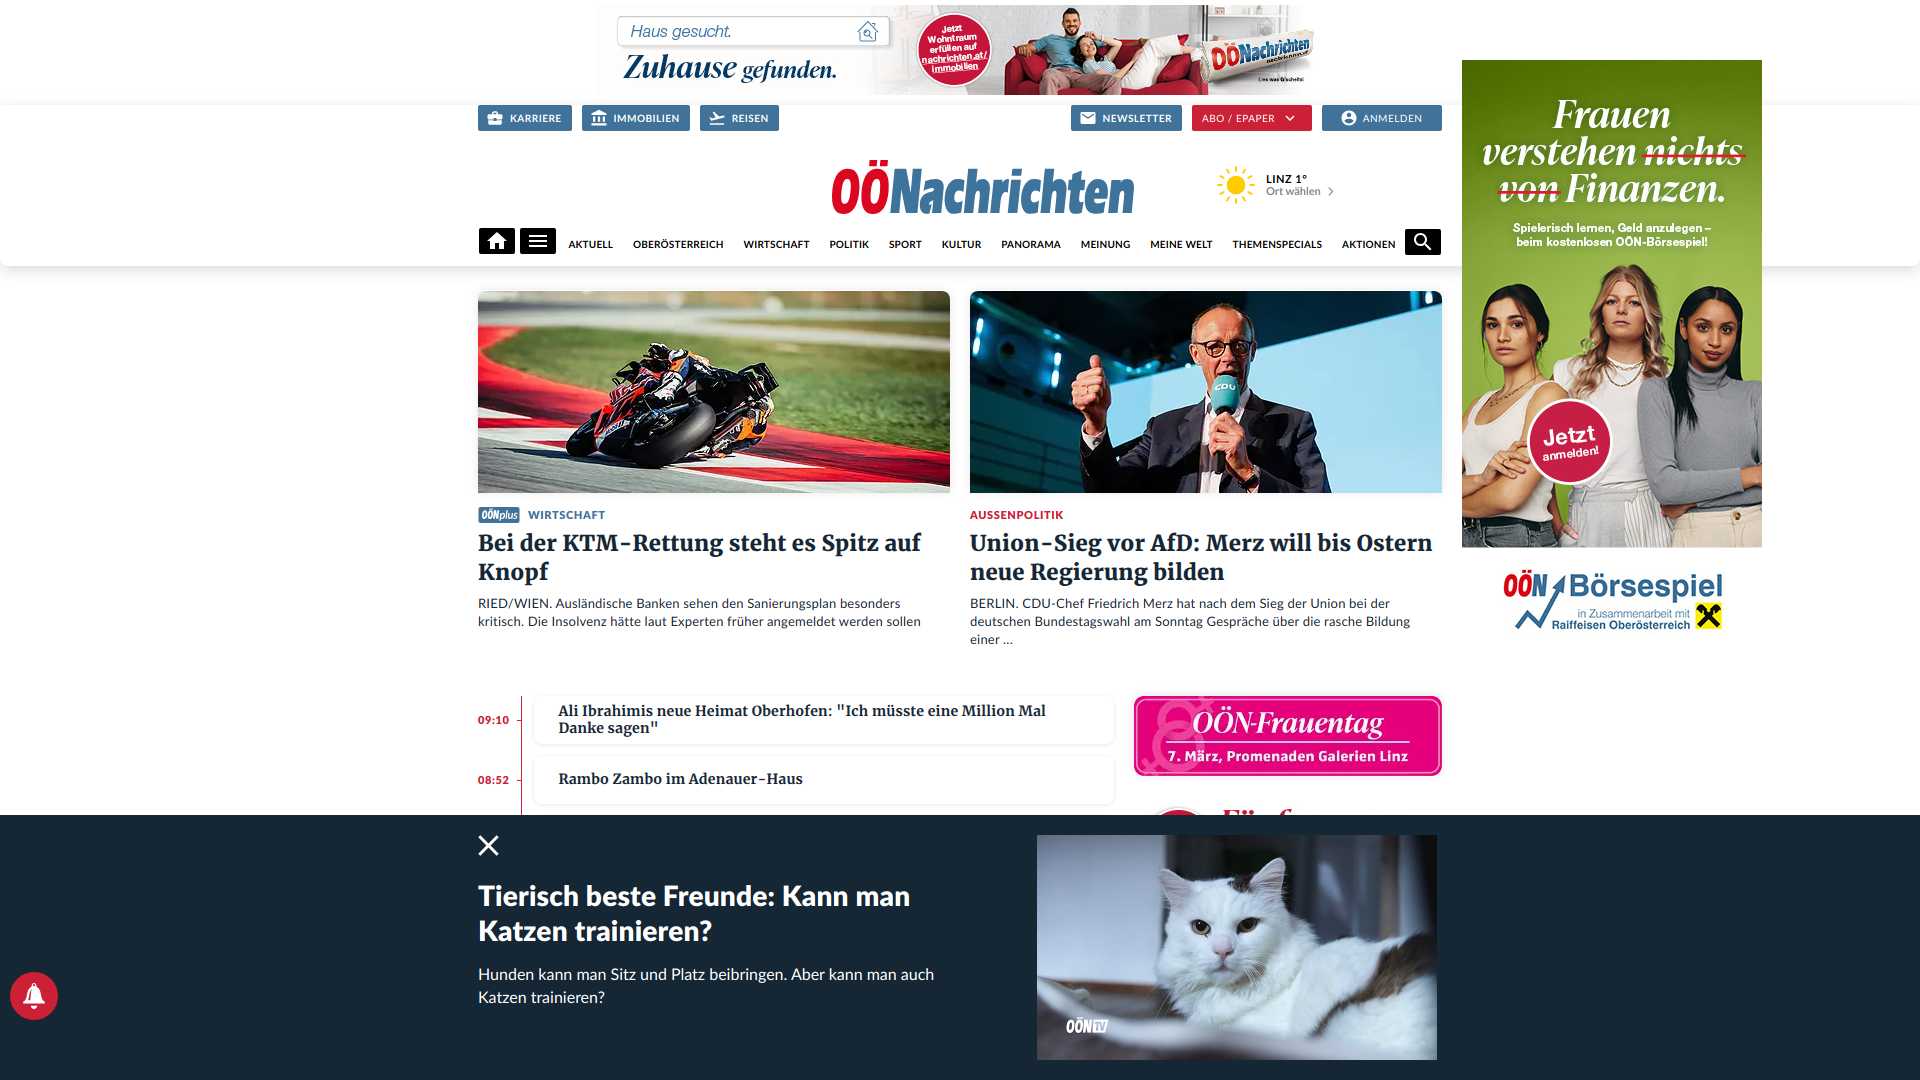 Haus gesucht.
Zuhause gefunden.
Jetzt
Wohntraum
erfüllen auf
nachrichten.at/
immobilien
OÖNachrichten
Lies was G'scheits!
KARRIERE
IMMOBILIEN
REISEN
NEWSLETTER
ABO / EPAPER
ANMELDEN
OÖNachrichten
LINZ 1°
Ort wählen
AKTUELL
OBERÖSTERREICH
WIRTSCHAFT
POLITIK
SPORT
KULTUR
PANORAMA
MEINUNG
MEINE WELT
THEMENSPECIALS
AKTIONEN
Frauen
verstehen nichts
von Finanzen.
Spielerisch lernen, Geld anzulegen –
beim kostenlosen OÖN-Börsespiel!
Jetzt
anmelden!
OÖN Börsespiel
in Zusammenarbeit mit
Raiffeisen Oberösterreich
CDU
OÖNplus WIRTSCHAFT
Bei der KTM-Rettung steht es Spitz auf
Knopf
RIED/WIEN. Ausländische Banken sehen den Sanierungsplan besonders
kritisch. Die Insolvenz hätte laut Experten früher angemeldet werden sollen
AUSSENPOLITIK
Union-Sieg vor AfD: Merz will bis Ostern
neue Regierung bilden
BERLIN. CDU-Chef Friedrich Merz hat nach dem Sieg der Union bei der
deutschen Bundestagswahl am Sonntag Gespräche über die rasche Bildung
einer ...
09:10
Ali Ibrahimis neue Heimat Oberhofen: "Ich müsste eine Million Mal
Danke sagen"
08:52
Rambo Zambo im Adenauer-Haus
OÖN-Frauentag
7. März, Promenaden Galerien Linz
Tierisch beste Freunde: Kann man
Katzen trainieren?
Hunden kann man Sitz und Platz beibringen. Aber kann man auch
Katzen trainieren?
OÖN TV